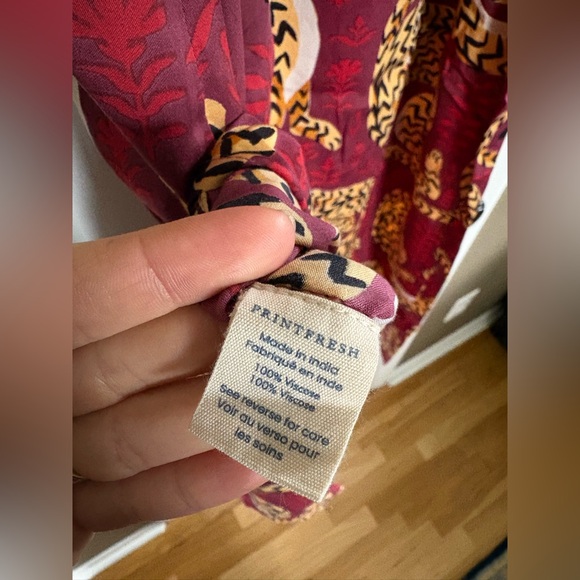 PRINTFRESH
Made in India
Fabriqué en Inde
100% Viscose
100% Viscose
See reverse for care
Voir au verso pour
les soins